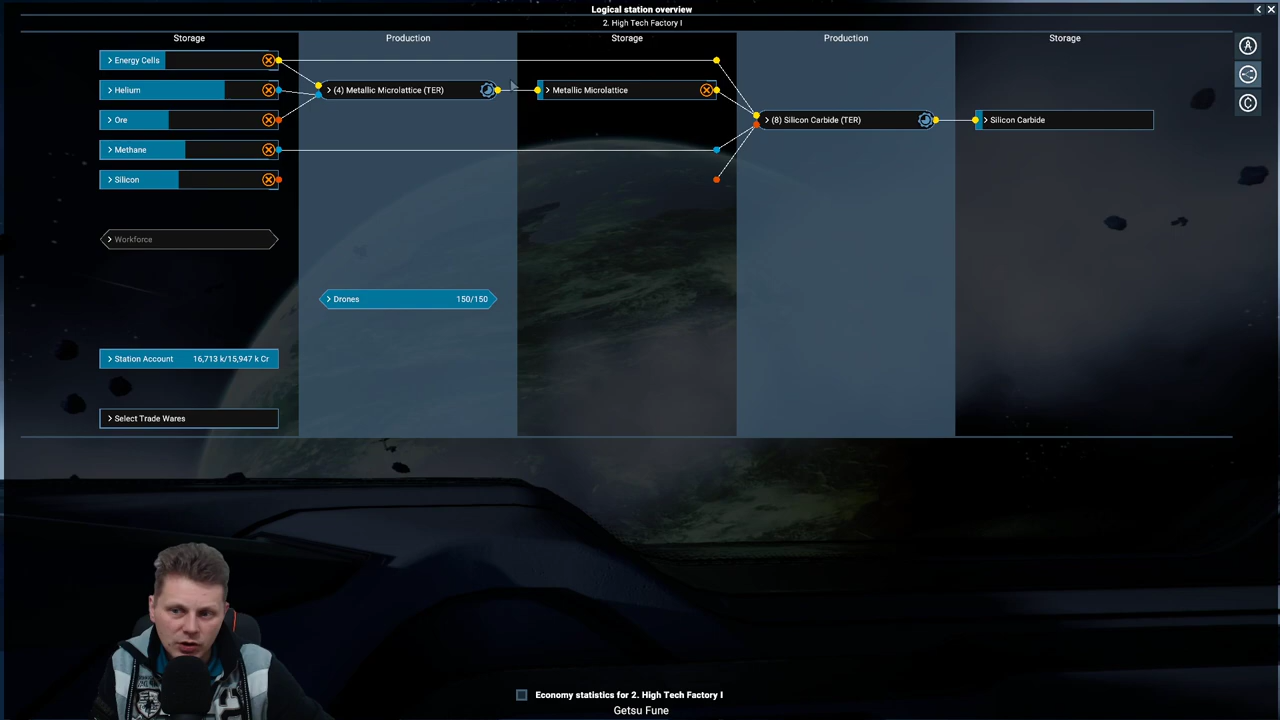 Logical station overview
2. High Tech Factory I
Storage
Production
Storage
Production
Storage
Energy Cells
Helium
(4) Metallic Microlattice (TER)
Metallic Microlattice
Ore
(8) Silicon Carbide (TER)
Silicon Carbide
Methane
Silicon
Workforce
Drones 150/150
Station Account 16,713 k/15,947 k Cr
Select Trade Wares
A
C
Economy statistics for 2. High Tech Factory I
Getsu Fune